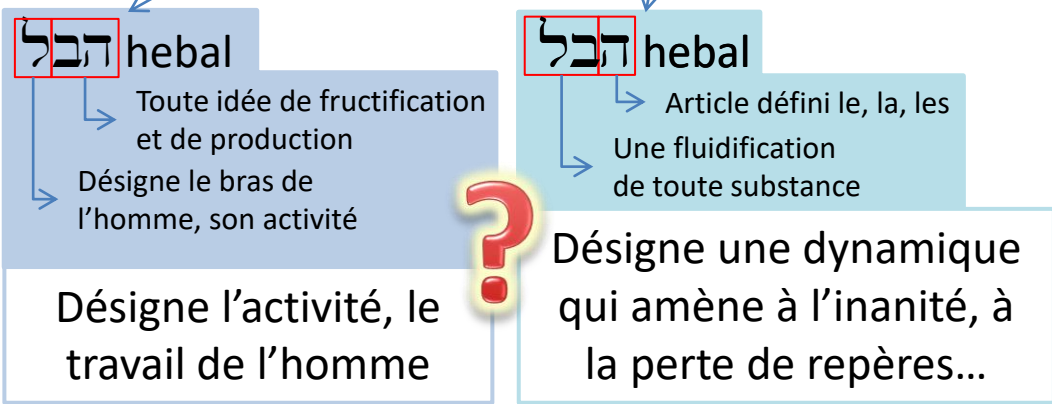 הבל hebal
Toute idée de fructification
et de production
Désigne le bras de
l’homme, son activité
Désigne l’activité, le
travail de l’homme
?
הבל hebal
Article défini le, la, les
Une fluidification
de toute substance
Désigne une dynamique
qui amène à l’inanité, à
la perte de repères…